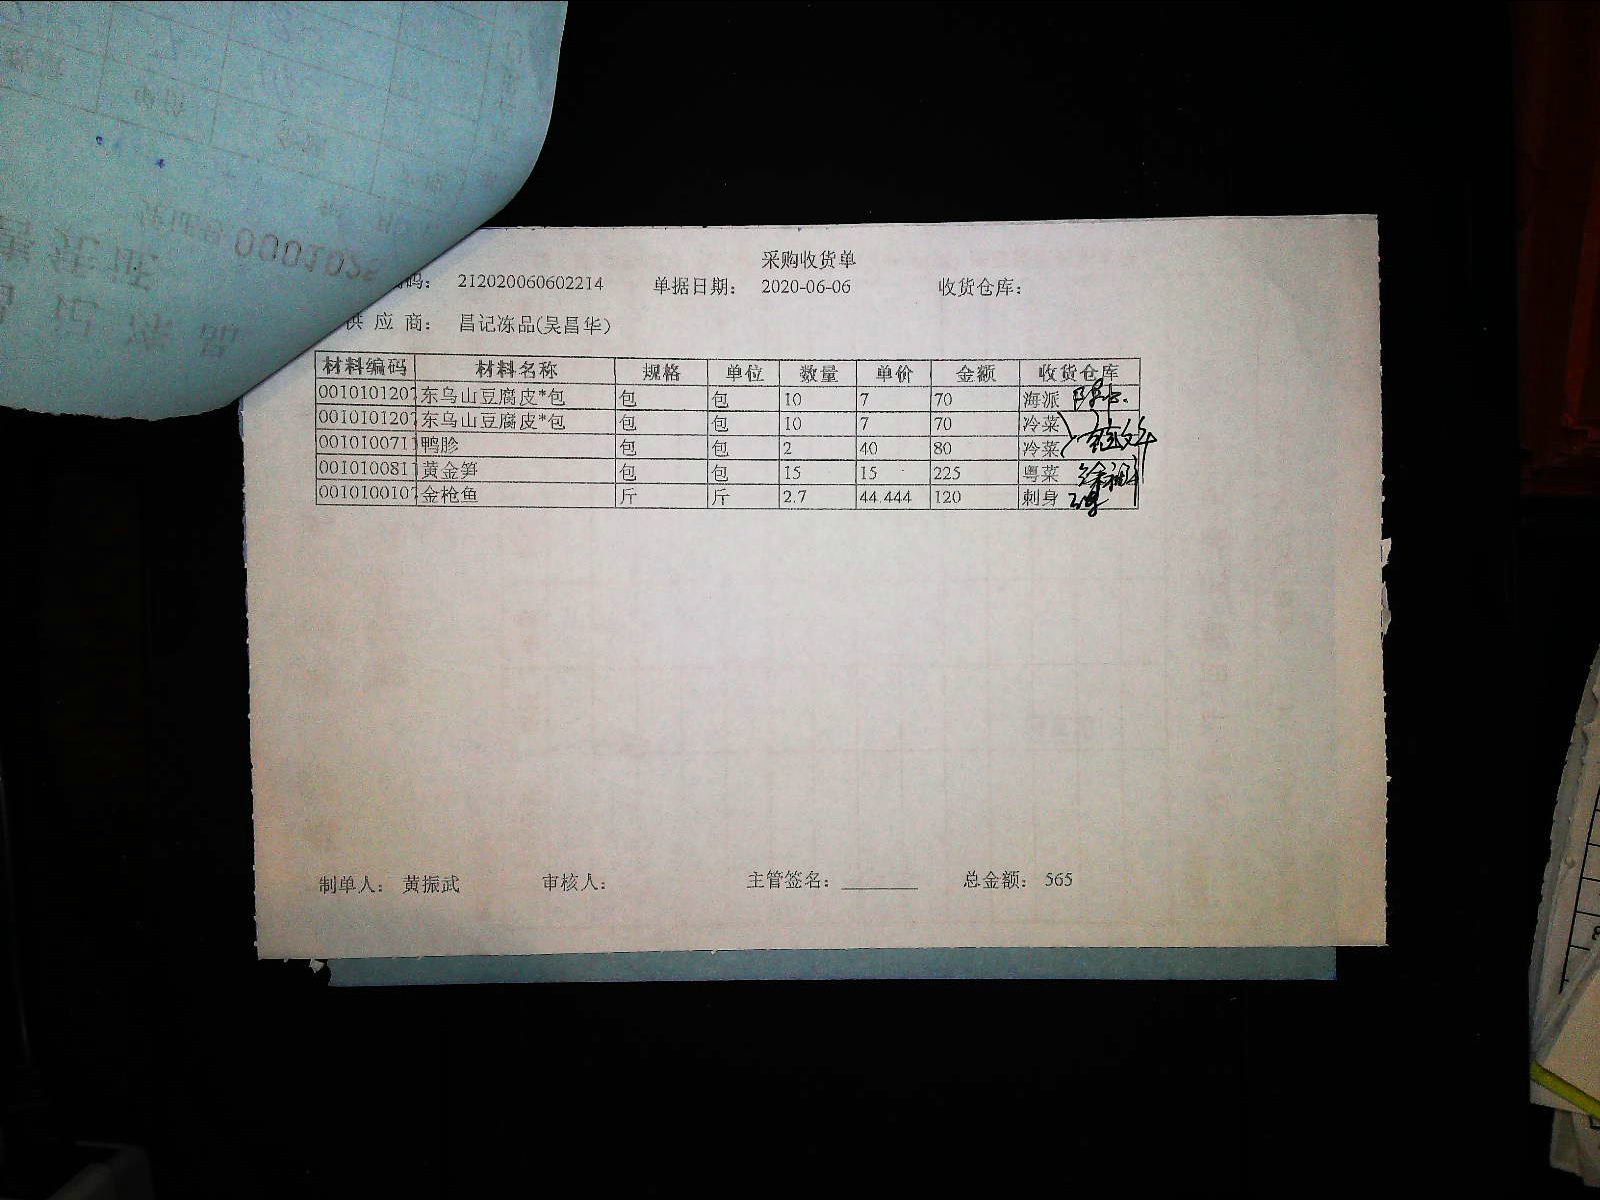 采购收货单
码： 212020060602214 单据日期： 2020-06-06 收货仓库：
供 应 商： 昌记冻品(吴昌华)
材料编码 材料名称 规格 单位 数量 单价 金额 收货仓库
0010101207 东乌山豆腐皮*包 包 包 10 7 70 海派
0010101207 东乌山豆腐皮*包 包 包 10 7 70 冷菜
0010100711 鸭胗 包 包 2 40 80 冷菜
0010100811 黄金笋 包 包 15 15 225 粤菜
0010100107 金枪鱼 斤 斤 2.7 44.444 120 刺身
制单人： 黄振武 审核人： 主管签名： 总金额： 565
0001025